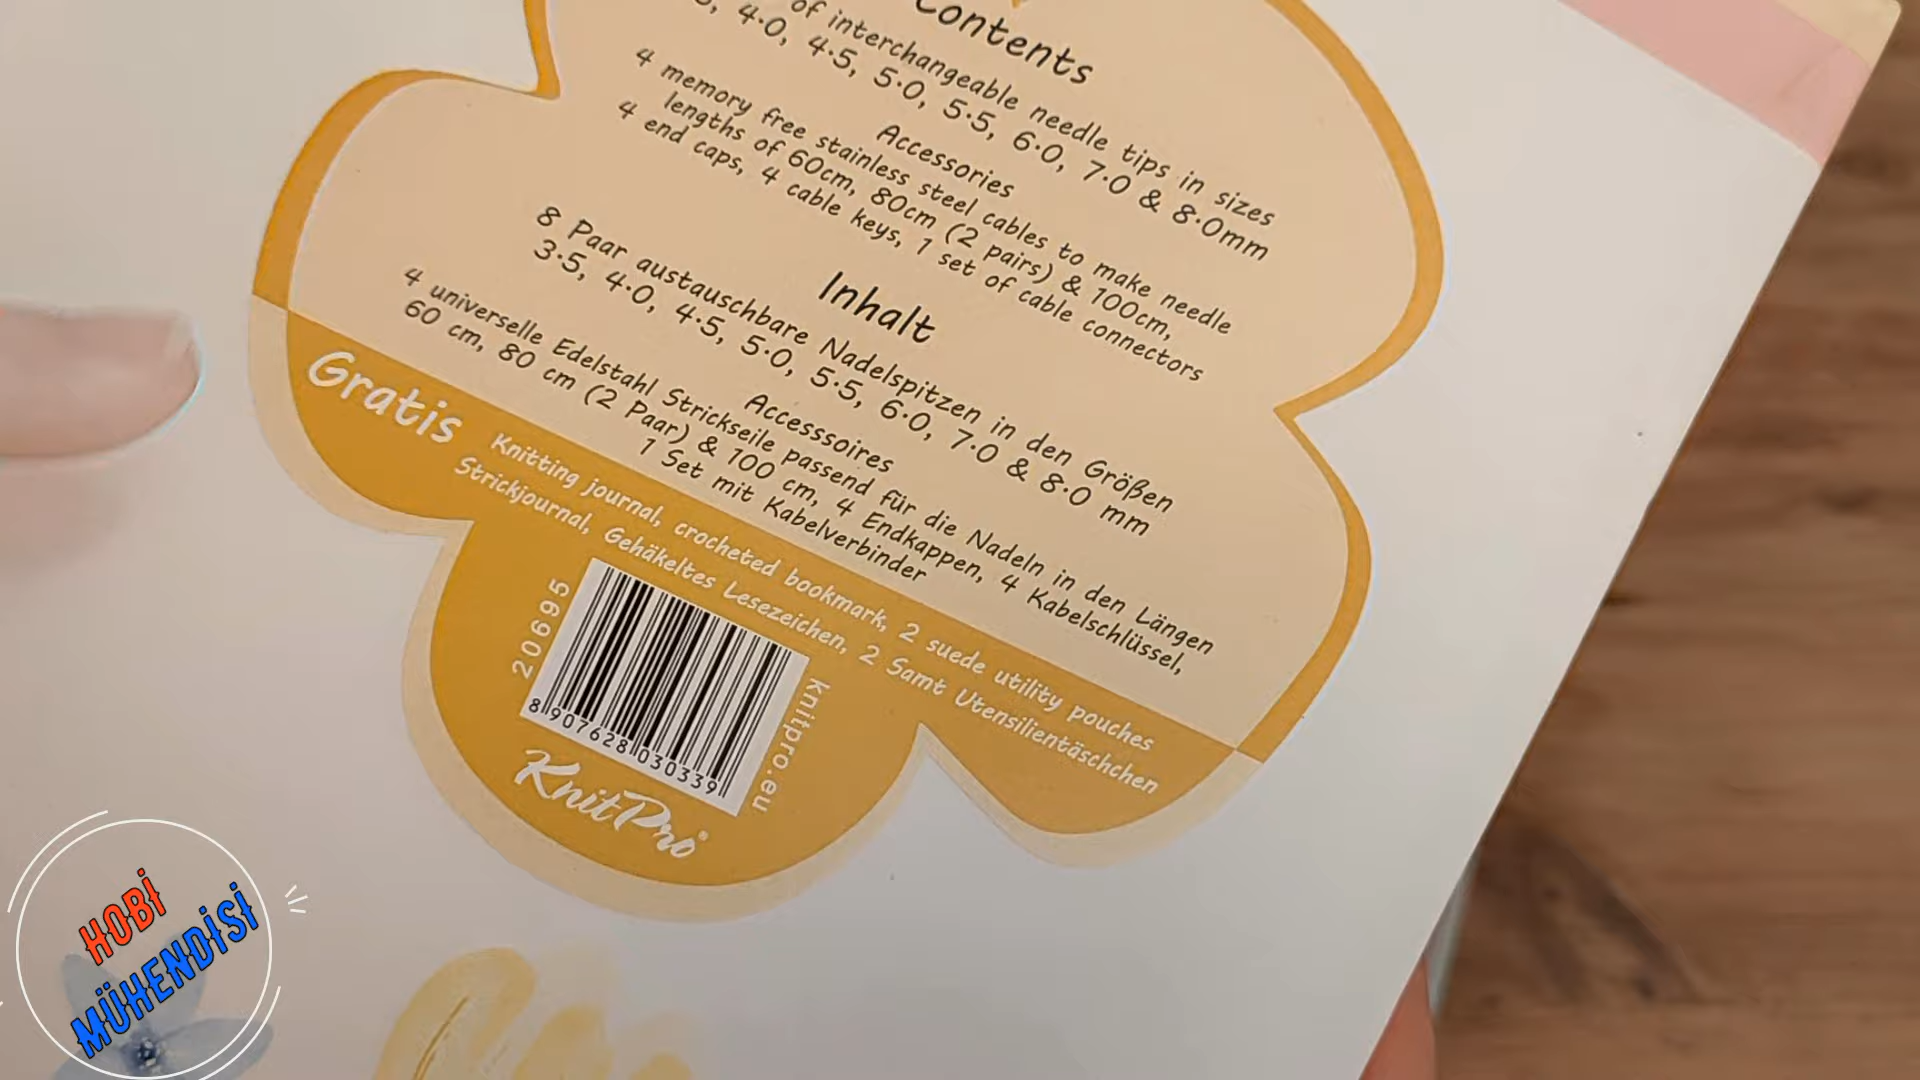 Contents
of interchangeable needle tips in sizes
4.0, 4.5, 5.0, 5.5, 6.0, 7.0 & 8.0mm
Accessories
4 memory free stainless steel cables to make needle
lengths of 60cm, 80cm (2 pairs) & 100cm,
4 end caps, 4 cable keys, 1 set of cable connectors
Inhalt
8 Paar austauschbare Nadelspitzen in den Größen
3.5, 4.0, 4.5, 5.0, 5.5, 6.0, 7.0 & 8.0 mm
Accesssoires
4 universelle Edelstahl Strickseile passend für die Nadeln in den Längen
60 cm, 80 cm (2 Paar) & 100 cm, 4 Endkappen, 4 Kabelschlüssel,
1 Set mit Kabelverbinder
Gratis
Knitting journal, crocheted bookmark, 2 suede utility pouches
Strickjournal, Gehäkeltes Lesezeichen, 2 Samt Utensilientäschchen
20695
8 907628 030339
knitpro.eu
KnitPro
HOBİ
MÜHENDİSİ